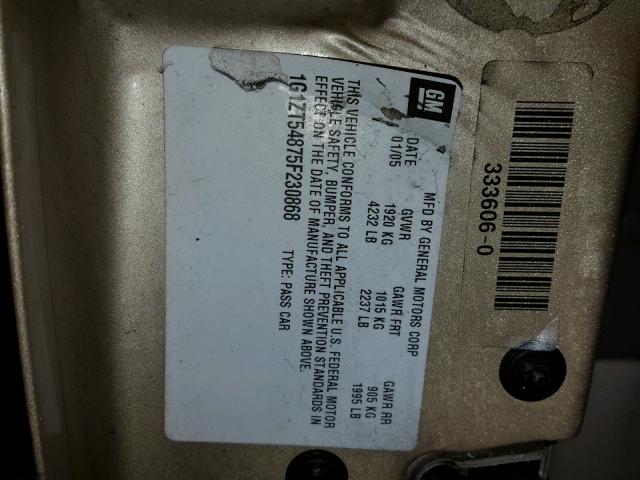 GM
MFD BY GENERAL MOTORS CORP
DATE GVWR GAWR FRT GAWR RR
01/05 1920 KG 1015 KG 905 KG
4232 LB 2237 LB 1995 LB
THIS VEHICLE CONFORMS TO ALL APPLICABLE U.S. FEDERAL MOTOR
VEHICLE SAFETY, BUMPER, AND THEFT PREVENTION STANDARDS IN
EFFECT ON THE DATE OF MANUFACTURE SHOWN ABOVE.
1G1ZT54875F230868 TYPE: PASS CAR
333606-0